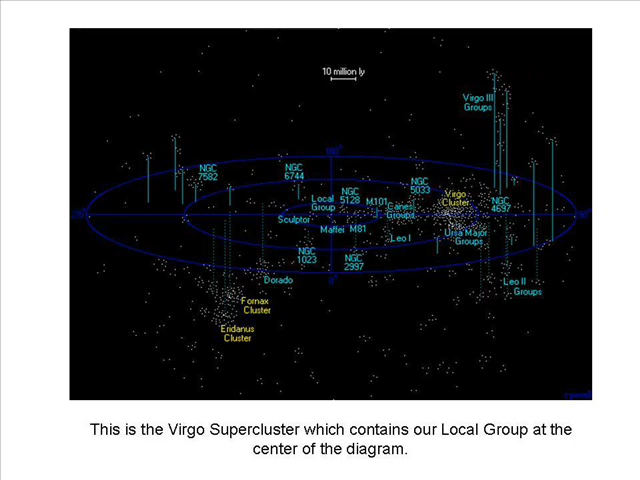 10 million ly
Virgo III
Groups
180°
NGC
7582
NGC
6744
NGC
5033
NGC
5128
Local
Group
M101
Canes
Groups
Virgo
Cluster
NGC
4697
Sculptor
Maffei
M81
Leo I
Ursa Major
Groups
NGC
1023
NGC
2997
0°
Dorado
Leo II
Groups
Fornax
Cluster
Eridanus
Cluster
This is the Virgo Supercluster which contains our Local Group at the
center of the diagram.